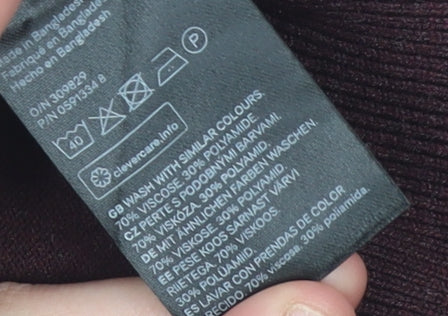 Made in Bangladesh
Fabriqué en Bangladesh
Hecho en Bangladesh
O/N 309829
P/N 0591334 8
40
P
clevercare.info
GB WASH WITH SIMILAR COLOURS.
70% VISCOSE 30% POLYAMIDE.
CZ PERTE S PODOBNÝMI BARVAMI.
70% VISKÓZA, 30% POLYAMID.
DE MIT ÄHNLICHEN FARBEN WASCHEN.
70% VISKOSE, 30% POLYAMID.
EE PESE KOOS SARNAST VÄRVI
RIIETEGA. 70% VISKOOS,
30% POLÜAMIID.
ES LAVAR CON PRENDAS DE COLOR
RECIDO. 70% viscose, 30% poliamida.